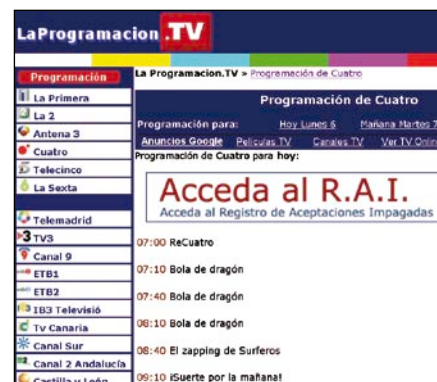 LaProgramacion .TV
Programación
La Primera
La 2
Antena 3
Cuatro
Telecinco
La Sexta
Telemadrid
TV3
Canal 9
ETB1
ETB2
IB3 Televisió
Tv Canaria
Canal Sur
Canal 2 Andalucía
Castilla y León
La Programacion.TV » Programación de Cuatro
Programación de Cuatro
Programación para: Hoy Lunes 6 Mañana Martes 7
Anuncios Google Peliculas TV Canales TV Ver TV Onlin
Programación de Cuatro para hoy:
Acceda al R.A.I.
Acceda al Registro de Aceptaciones Impagadas
07:00 ReCuatro
07:10 Bola de dragón
07:40 Bola de dragón
08:10 Bola de dragón
08:40 El zapping de Surferos
09:10 ¡Suerte por la mañana!